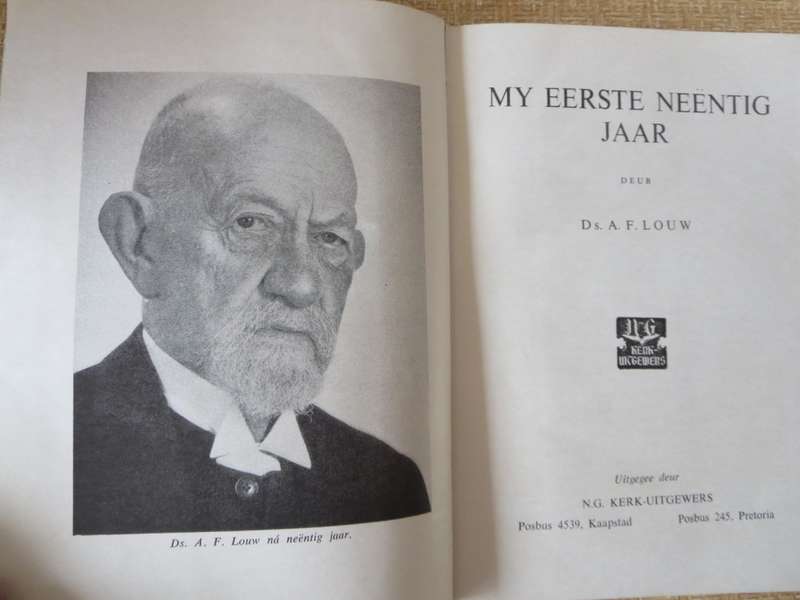 Ds. A. F. Louw ná neëntig jaar.
MY EERSTE NEËNTIG
JAAR
DEUR
Ds. A. F. LOUW
N.G.
KERK-
UITGEWERS
Uitgegee deur
N.G. KERK-UITGEWERS
Posbus 4539, Kaapstad Posbus 245, Pretoria